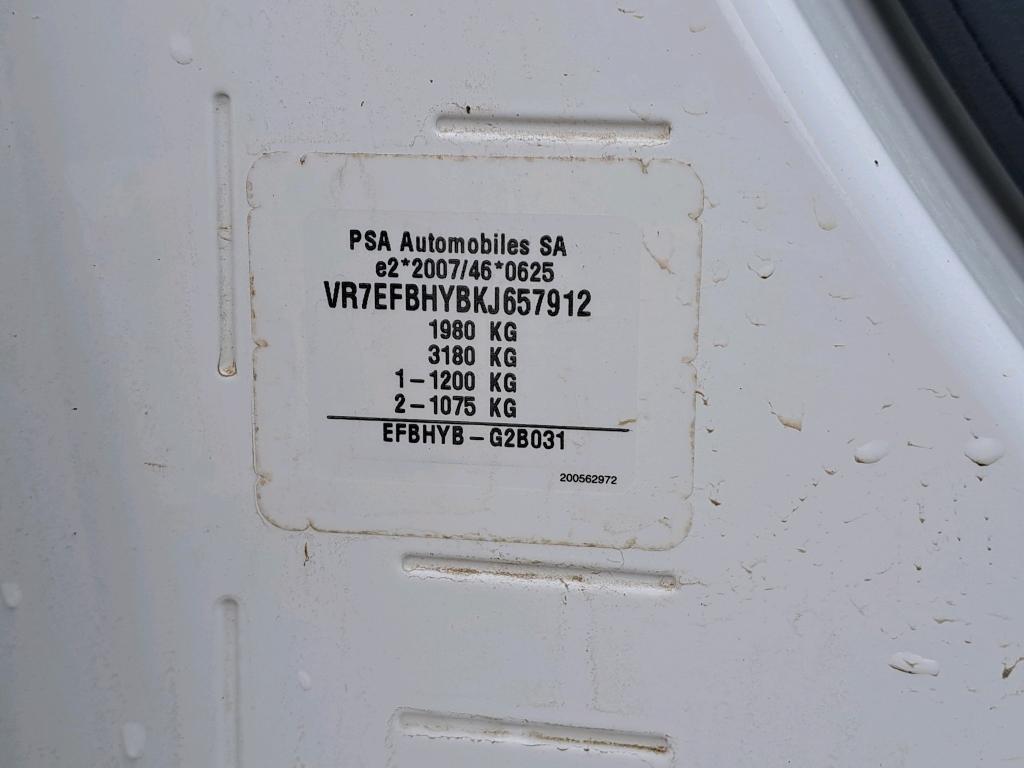 PSA Automobiles SA
e2*2007/46*0625
VR7EFBHYBKJ657912
1980 KG
3180 KG
1-1200 KG
2-1075 KG
EFBHYB-G2B031
200562972